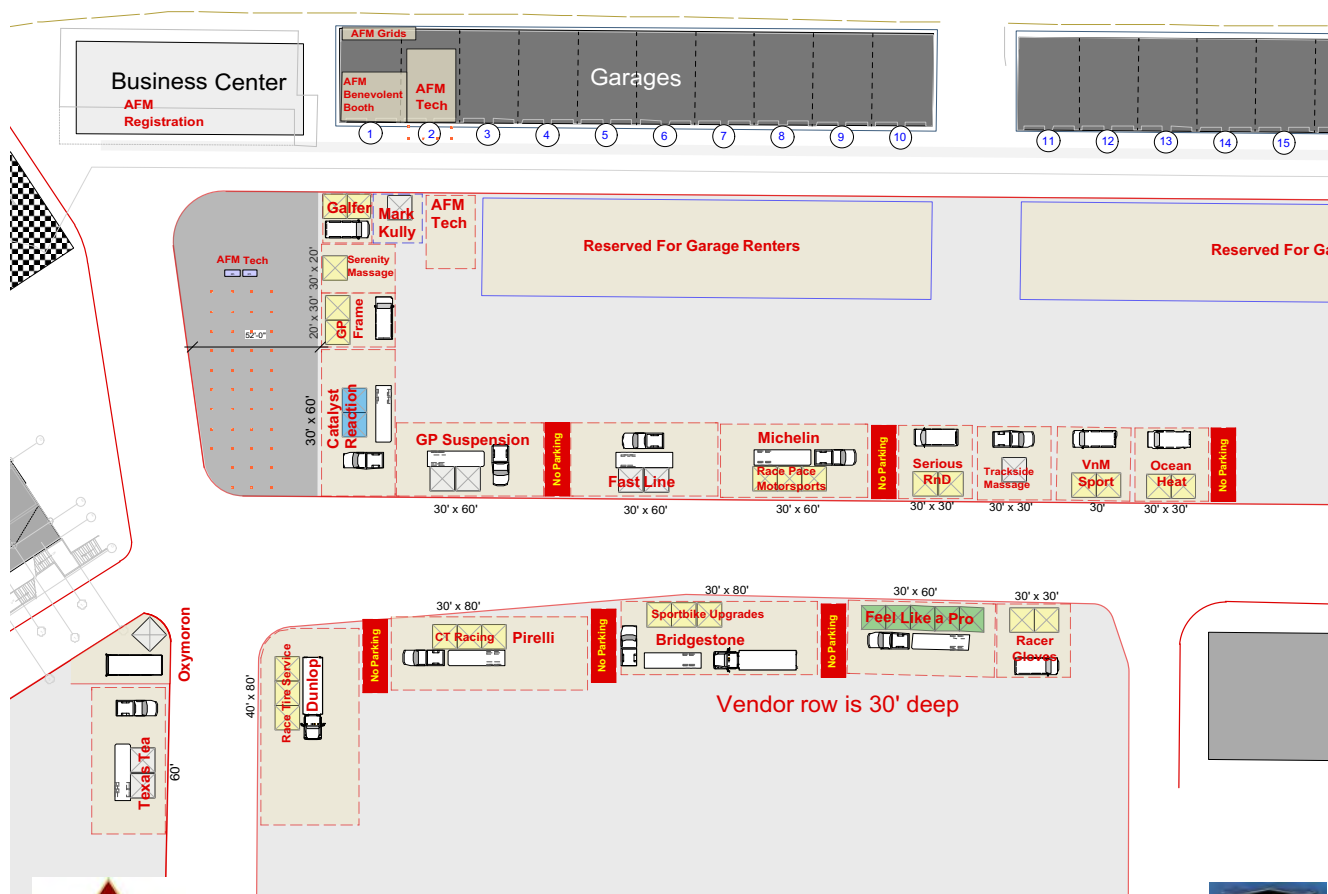 AFM Grids
Business Center
AFM
Registration
AFM
Benevolent
Booth
AFM
Tech
Garages
1
2
3
4
5
6
7
8
9
10
11
12
13
14
15
Galfer
Mark
Kully
AFM
Tech
Reserved For Garage Renters
Reserved For Ga
AFM Tech
Serenity
Massage
30' x 20'
GP
Frame
20' x 30'
52'-0"
Catalyst
Reaction
30' x 60'
GP Suspension
30' x 60'
No Parking
Fast Line
30' x 60'
Michelin
Race Pace
Motorsports
30' x 60'
No Parking
Serious
RnD
30' x 30'
Trackside
Massage
30' x 30'
VnM
Sport
30'
Ocean
Heat
30' x 30'
No Parking
Oxymoron
Texas Tea
60'
Race Tire Service
Dunlop
40' x 80'
No Parking
30' x 80'
CT Racing
Pirelli
No Parking
30' x 80'
Sportbike Upgrades
Bridgestone
No Parking
30' x 60'
Feel Like a Pro
30' x 30'
Racer
Gloves
Vendor row is 30' deep